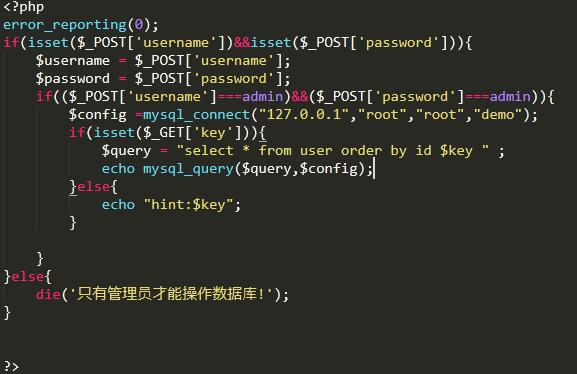 <?php
error_reporting(0);
if(isset($_POST['username'])&&isset($_POST['password'])){
    $username = $_POST['username'];
    $password = $_POST['password'];
    if(($_POST['username']===admin)&&($_POST['password']===admin)){
        $config =mysql_connect("127.0.0.1","root","root","demo");
        if(isset($_GET['key'])){
            $query = "select * from user order by id $key " ;
            echo mysql_query($query,$config);
        }else{
            echo "hint:$key";
        }
    }
}else{
    die('只有管理员才能操作数据库!');
}
?>